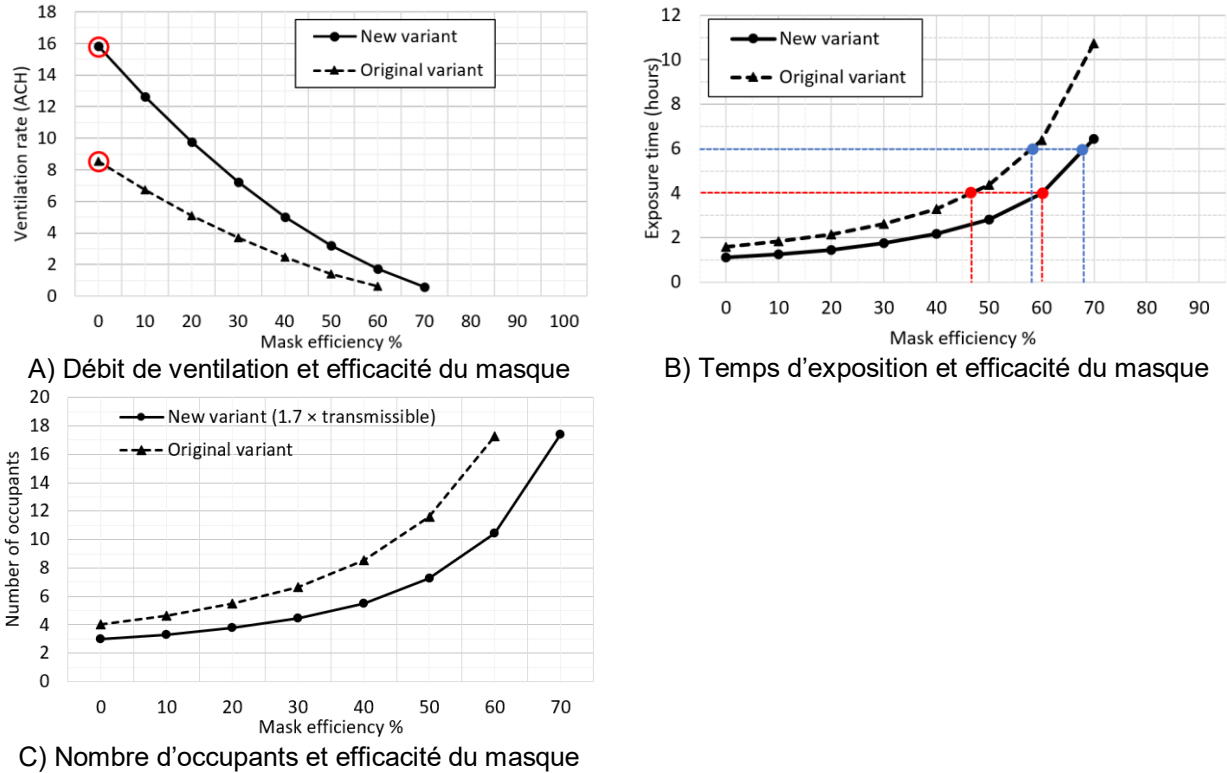 18
16
14
12
10
8
6
4
2
0
Ventilation rate (ACH)
New variant
Original variant
0 10 20 30 40 50 60 70 80 90 100
Mask efficiency %
A) Débit de ventilation et efficacité du masque
12
10
8
6
4
2
0
Exposure time (hours)
New variant
Original variant
0 10 20 30 40 50 60 70 80 90
Mask efficiency %
B) Temps d’exposition et efficacité du masque
20
18
16
14
12
10
8
6
4
2
0
Number of occupants
New variant (1.7 × transmissible)
Original variant
0 10 20 30 40 50 60 70
Mask efficiency %
C) Nombre d’occupants et efficacité du masque